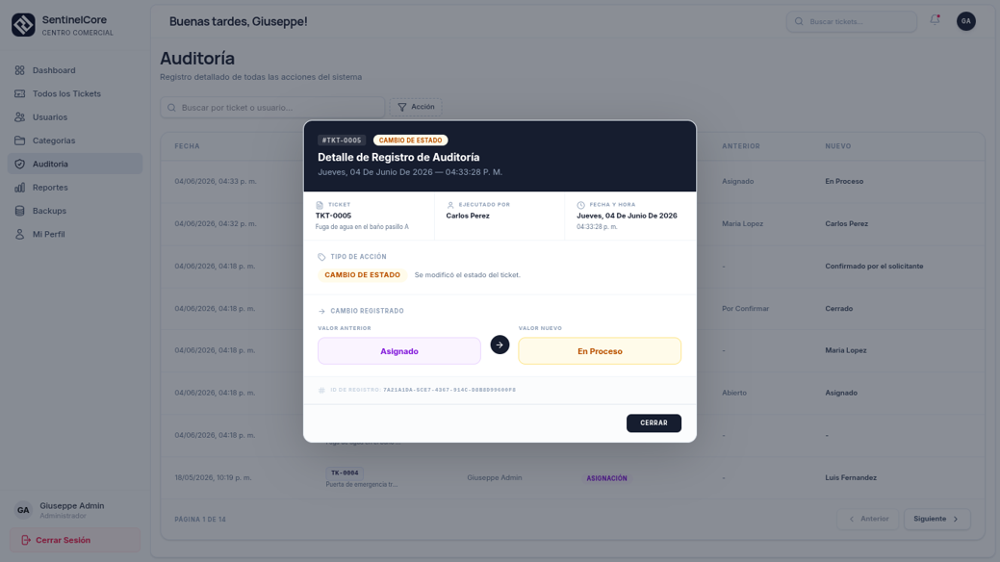 SentinelCore
CENTRO COMERCIAL
Dashboard
Todos los Tickets
Usuarios
Categorias
Auditoria
Reportes
Backups
Mi Perfil
GA
Giuseppe Admin
Administrador
Cerrar Sesión
Buenas tardes, Giuseppe!
Buscar tickets...
GA
Auditoría
Registro detallado de todas las acciones del sistema
Buscar por ticket o usuario...
Acción
FECHA ANTERIOR NUEVO
04/06/2026, 04:33 p. m. Asignado En Proceso
04/06/2026, 04:32 p. m. Maria Lopez Carlos Perez
04/06/2026, 04:18 p. m. - Confirmado por el solicitante
04/06/2026, 04:18 p. m. Por Confirmar Cerrado
04/06/2026, 04:18 p. m. - Maria Lopez
04/06/2026, 04:18 p. m. Abierto Asignado
04/06/2026, 04:18 p. m. - -
18/05/2026, 10:19 p. m. TK-0004 Giuseppe Admin ASIGNACIÓN - Luis Fernandez
Puerta de emergencia tr...
PÁGINA 1 DE 14
Anterior
Siguiente
#TKT-0005 CAMBIO DE ESTADO
Detalle de Registro de Auditoría
Jueves, 04 De Junio De 2026 — 04:33:28 P. M.
TICKET
TKT-0005
Fuga de agua en el baño pasillo A
EJECUTADO POR
Carlos Perez
FECHA Y HORA
Jueves, 04 De Junio De 2026
04:33:28 p. m.
TIPO DE ACCIÓN
CAMBIO DE ESTADO Se modificó el estado del ticket.
CAMBIO REGISTRADO
VALOR ANTERIOR
Asignado
VALOR NUEVO
En Proceso
ID DE REGISTRO:
CERRAR